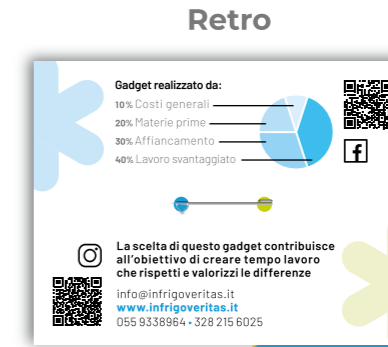 Retro
Gadget realizzato da:
10% Costi generali
20% Materie prime
30% Affiancamento
40% Lavoro svantaggiato
La scelta di questo gadget contribuisce
all'obiettivo di creare tempo lavoro
che rispetti e valorizzi le differenze
info@infrigoveritas.it
www.infrigoveritas.it
055 9338964 • 328 215 6025